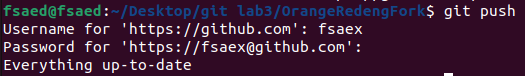 fsaed@fsaed:~/Desktop/git lab3/OrangeRedengFork$ git push
Username for 'https://github.com': fsaex
Password for 'https://fsaex@github.com':
Everything up-to-date